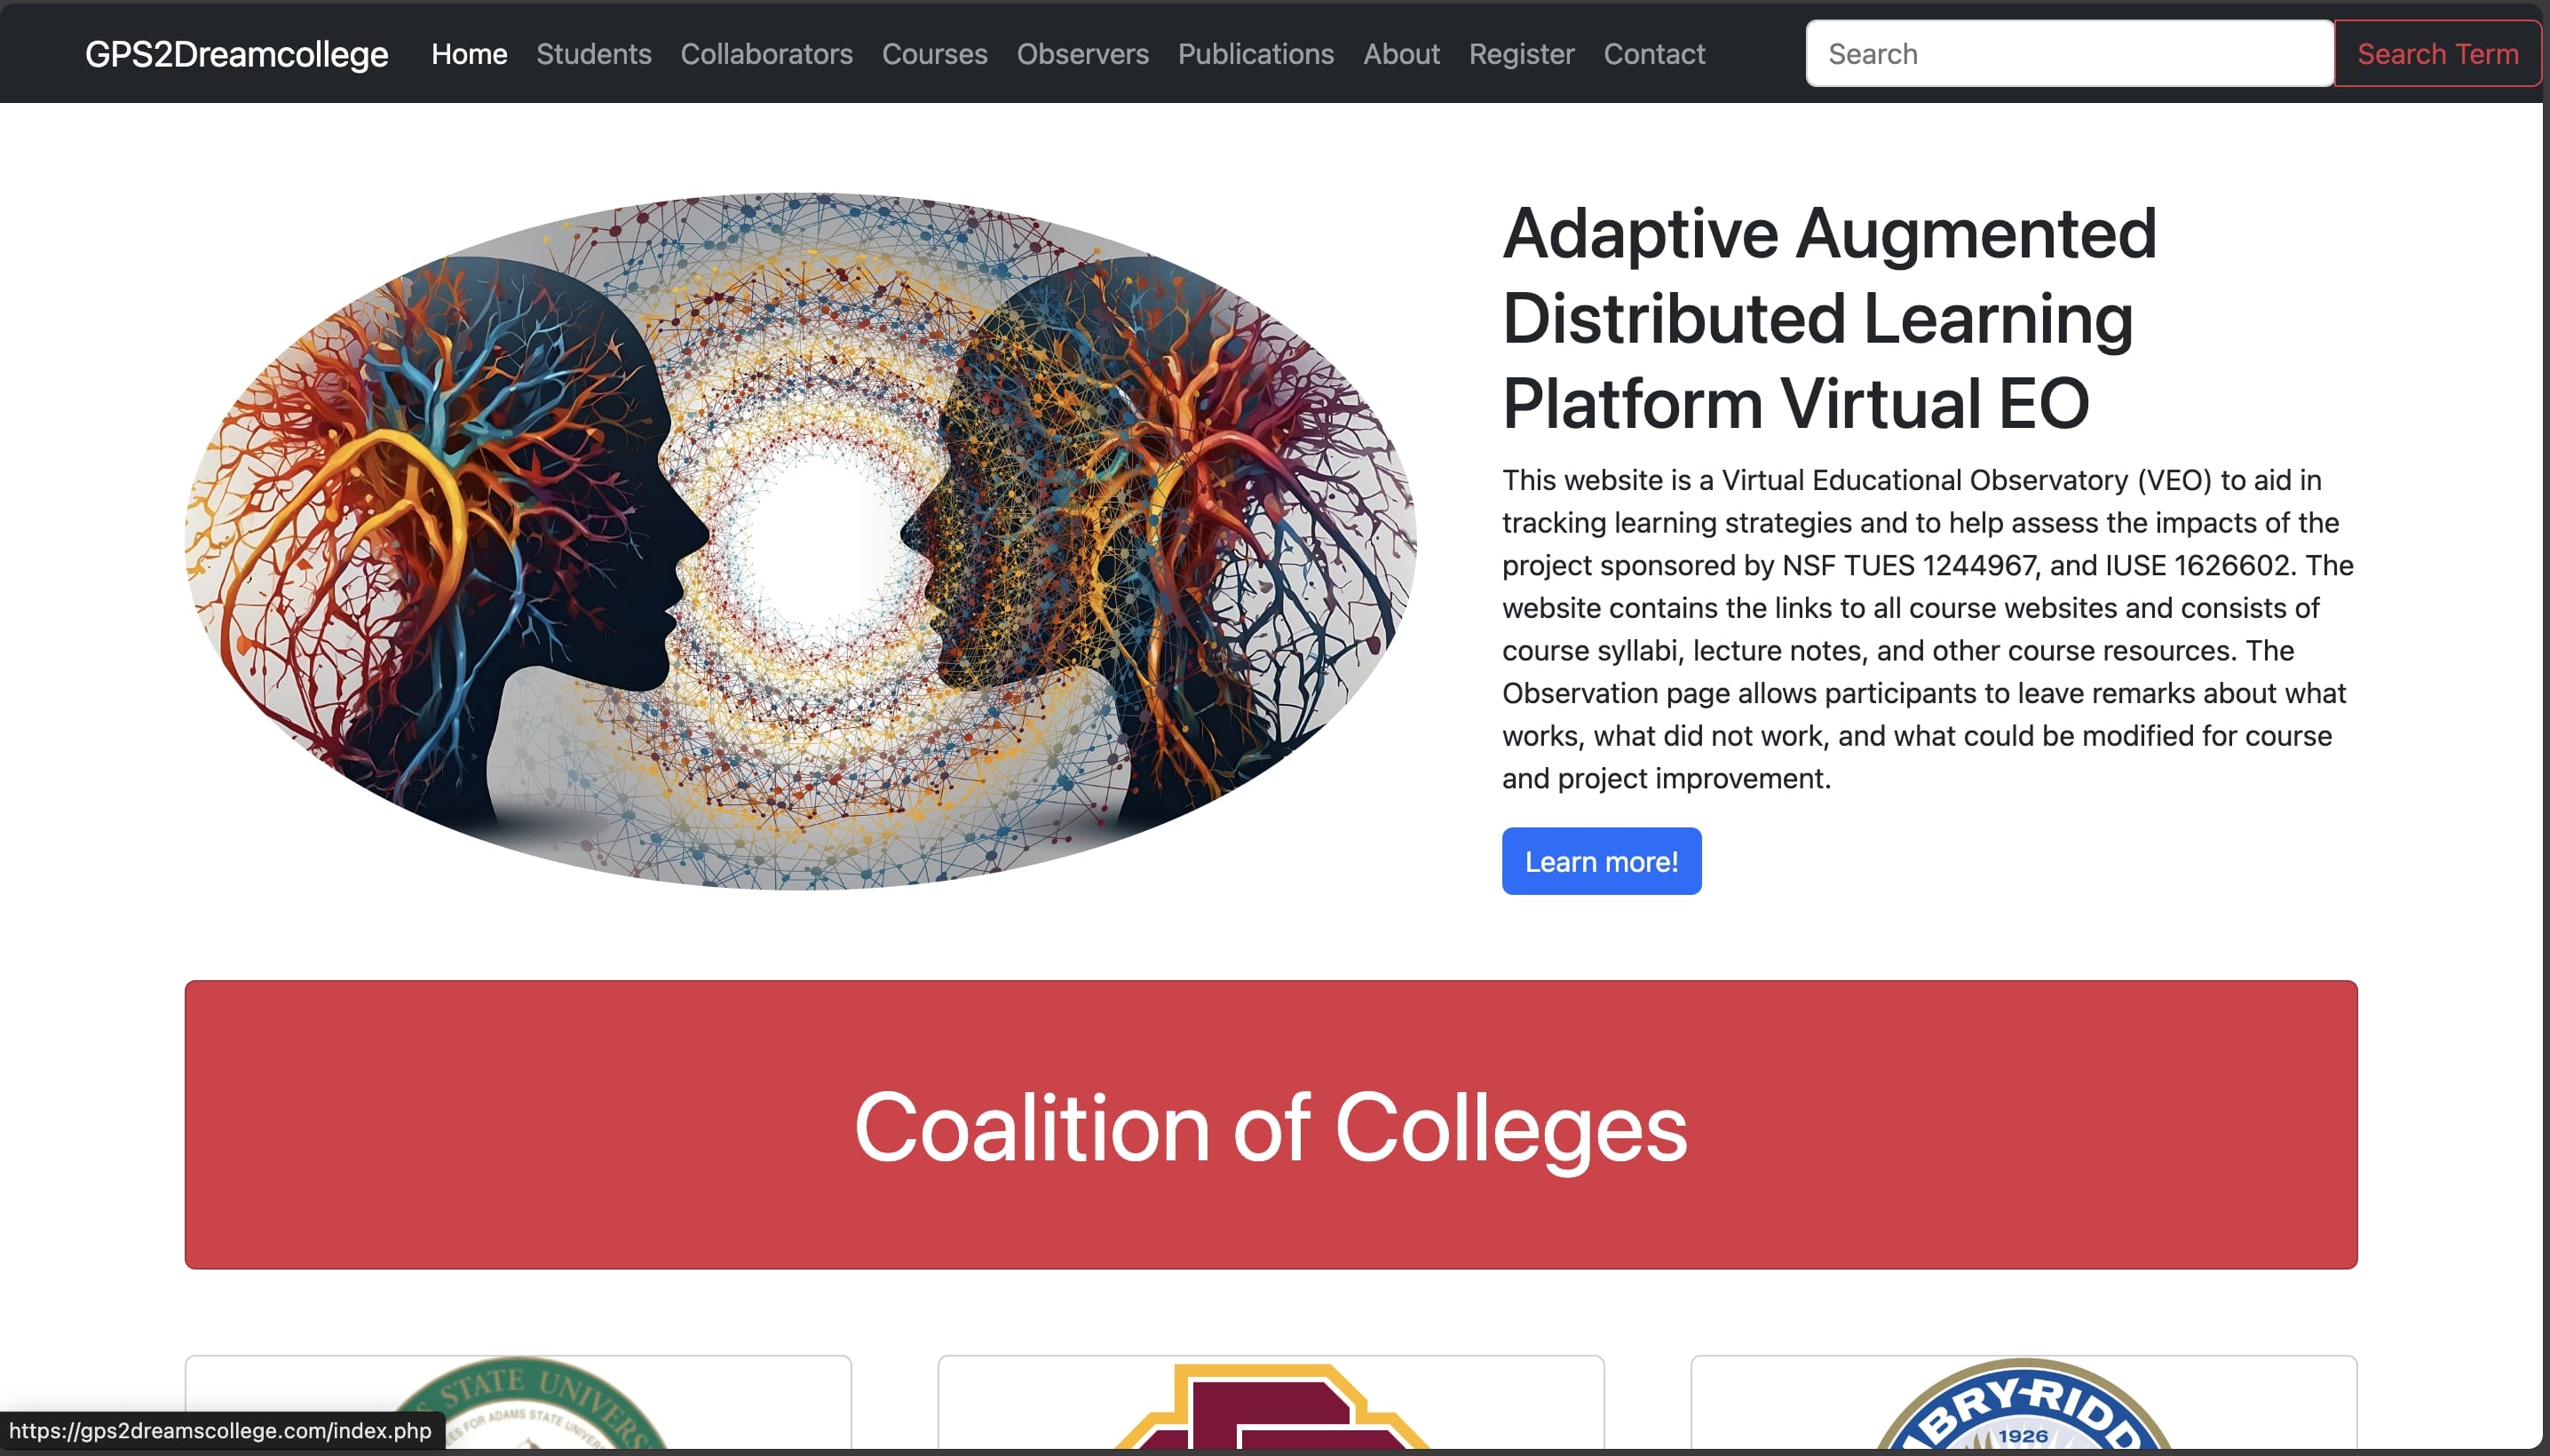 GPS2Dreamcollege Home Students Collaborators Courses Observers Publications About Register Contact Search Search Term
Adaptive Augmented
Distributed Learning
Platform Virtual EO
This website is a Virtual Educational Observatory (VEO) to aid in
tracking learning strategies and to help assess the impacts of the
project sponsored by NSF TUES 1244967, and IUSE 1626602. The
website contains the links to all course websites and consists of
course syllabi, lecture notes, and other course resources. The
Observation page allows participants to leave remarks about what
works, what did not work, and what could be modified for course
and project improvement.
Learn more!
Coalition of Colleges
STATE
FOR ADAMS STATE
1926
https://gps2dreamscollege.com/index.php